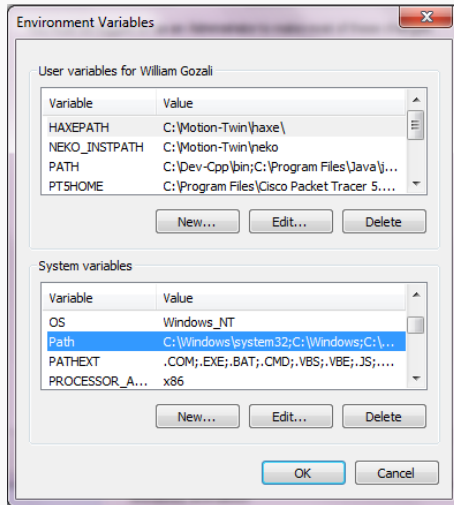 Environment Variables
User variables for William Gozali
Variable Value
HAXEPATH C:\Motion-Twin\haxe\
NEKO_INSTPATH C:\Motion-Twin\neko
PATH C:\Dev-Cpp\bin;C:\Program Files\Java\j...
PT5HOME C:\Program Files\Cisco Packet Tracer 5....
New... Edit... Delete
System variables
Variable Value
OS Windows_NT
Path C:\Windows\system32;C:\Windows;C:\...
PATHEXT .COM;.EXE;.BAT;.CMD;.VBS;.VBE;.JS;....
PROCESSOR_A... x86
New... Edit... Delete
OK Cancel